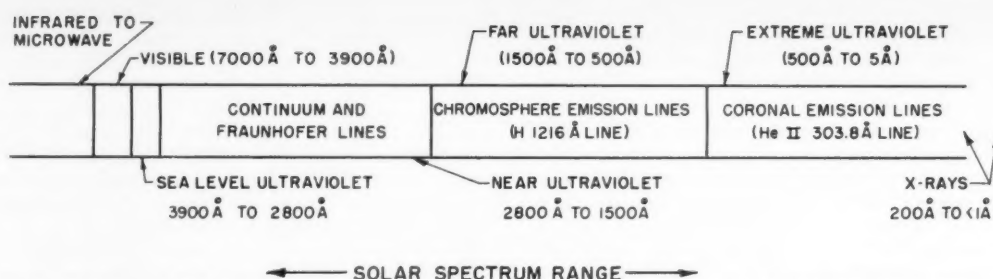 INFRARED TO
MICROWAVE
VISIBLE (7000Å TO 3900Å)
FAR ULTRAVIOLET
(1500Å TO 500Å)
EXTREME ULTRAVIOLET
(500Å TO 5Å)
CONTINUUM AND
FRAUNHOFER LINES
CHROMOSPHERE EMISSION LINES
(H 1216 Å LINE)
CORONAL EMISSION LINES
(He II 303.8Å LINE)
SEA LEVEL ULTRAVIOLET
3900Å TO 2800Å
NEAR ULTRAVIOLET
2800Å TO 1500Å
X-RAYS
200Å TO <1Å
SOLAR SPECTRUM RANGE